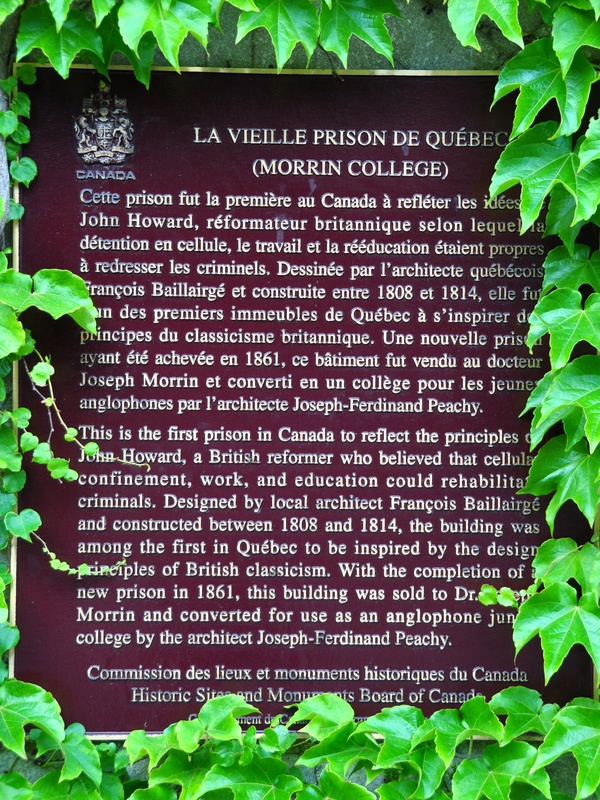 CANADA
LA VIEILLE PRISON DE QUÉBEC
(MORRIN COLLEGE)
Cette prison fut la première au Canada à refléter les idées
John Howard, réformateur britannique selon lequel la
détention en cellule, le travail et la rééducation étaient propres
à redresser les criminels. Dessinée par l'architecte québécois
François Baillairgé et construite entre 1808 et 1814, elle fut
un des premiers immeubles de Québec à s'inspirer
principes du classicisme britannique. Une nouvelle prison
ayant été achevée en 1861, ce bâtiment fut vendu au docteur
Joseph Morrin et converti en un collège pour les jeunes
anglophones par l'architecte Joseph-Ferdinand Peachy.
This is the first prison in Canada to reflect the principles
John Howard, a British reformer who believed that cellular
confinement, work, and education could rehabilitate
criminals. Designed by local architect François Baillairgé
and constructed between 1808 and 1814, the building was
among the first in Québec to be inspired by the design
principles of British classicism. With the completion of
new prison in 1861, this building was sold to Dr.
Morrin and converted for use as an anglophone
college by the architect Joseph-Ferdinand Peachy.
Commission des lieux et monuments historiques du Canada
Historic Sites and Monuments Board of Canada